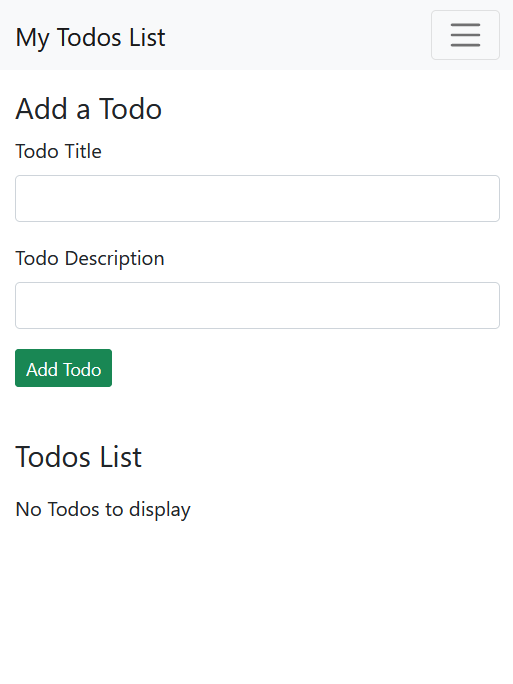 My Todos List
Add a Todo
Todo Title
Todo Description
Add Todo
Todos List
No Todos to display